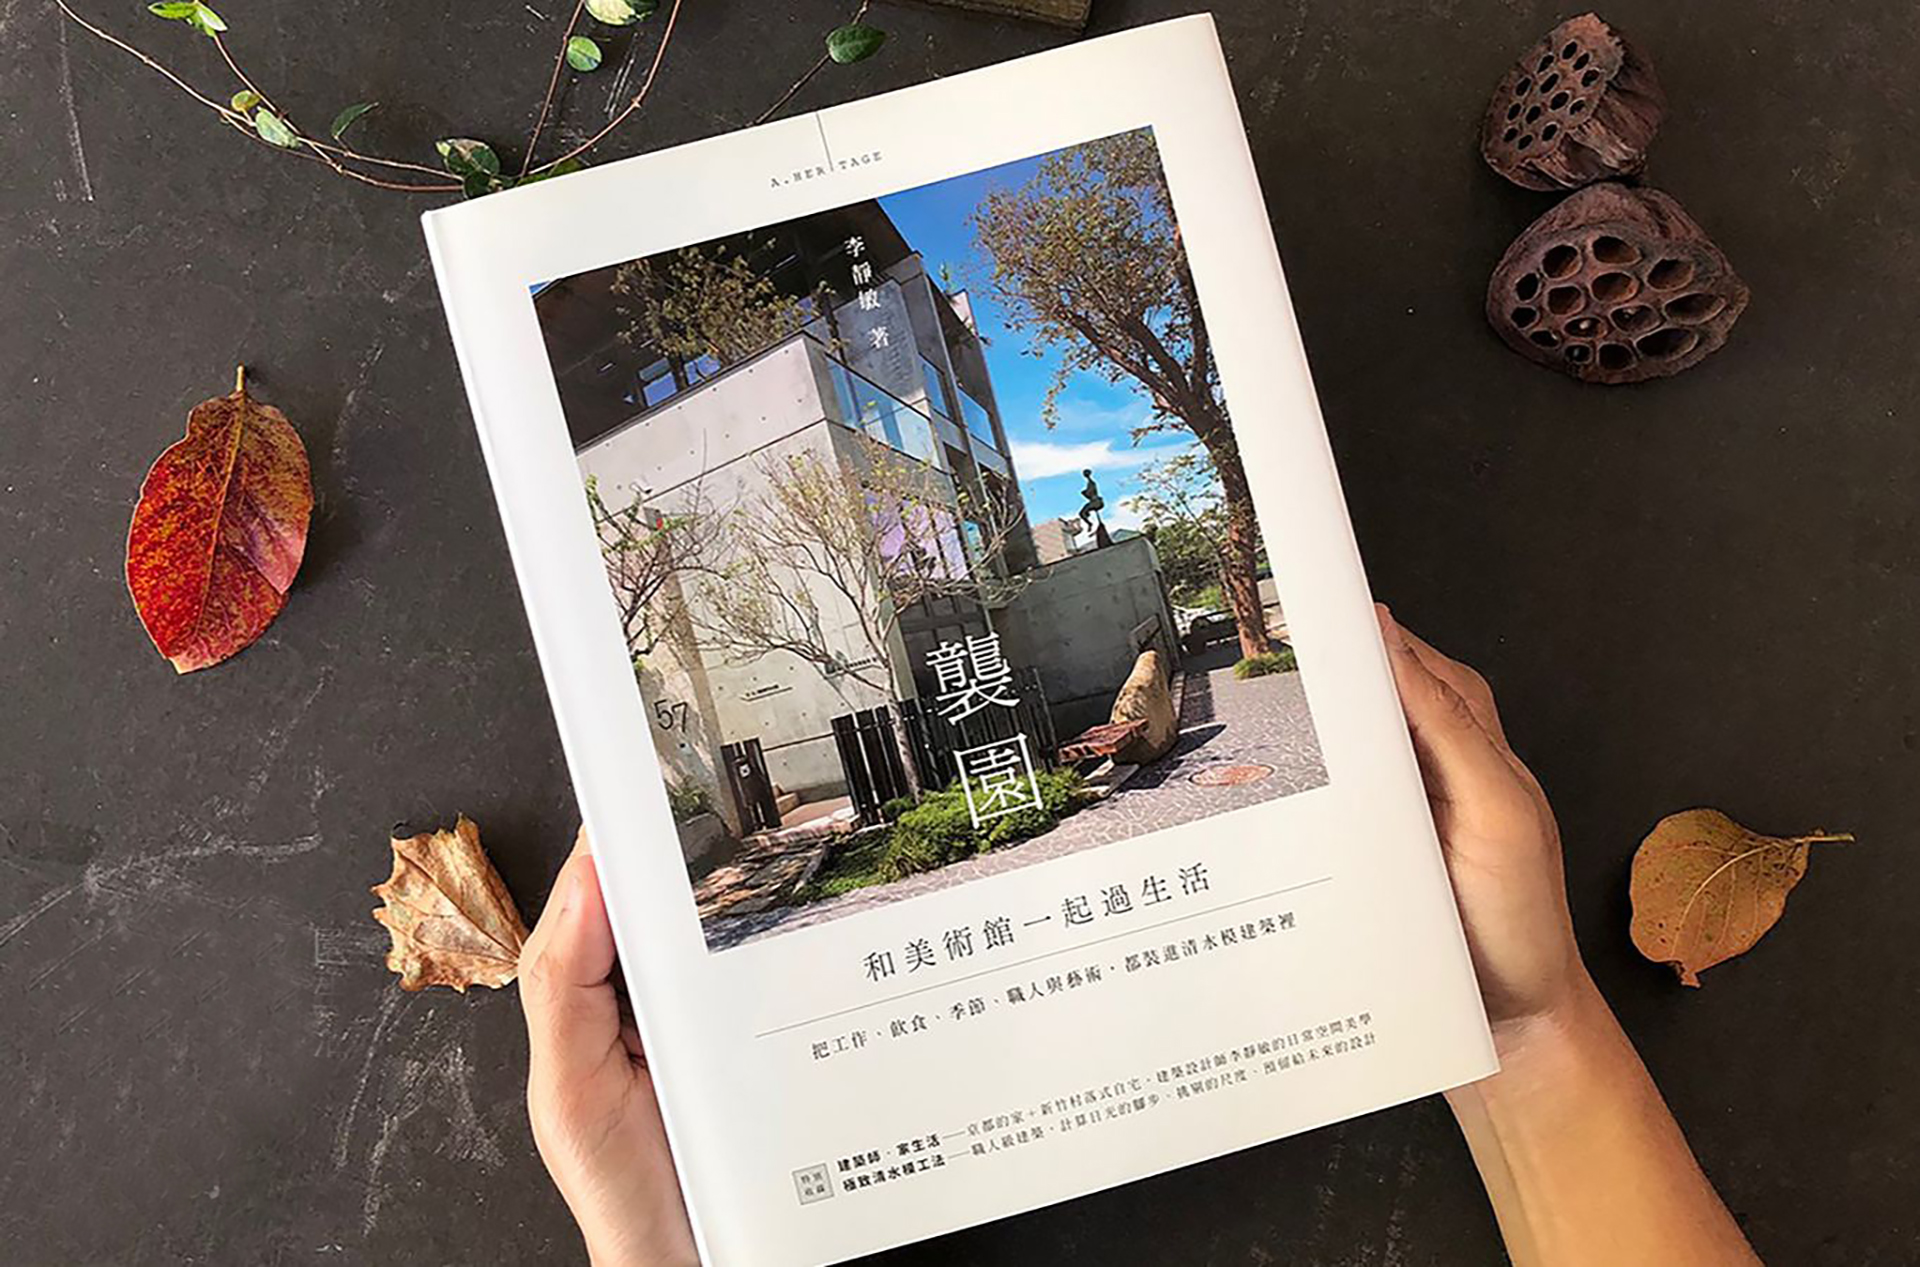 A.HERITAGE
李靜敏 著
57
襲園
和美術館一起過生活
把工作、飲食、季節、職人與藝術，都裝進清水模建築裡
特別收錄
建築師．家生活──京都的家＋新竹村落式自宅，建築設計師李靜敏的日常空間美學
極致清水模工法──職人級建築，計算日光的腳步、挑剔的尺度、預留給未來的設計